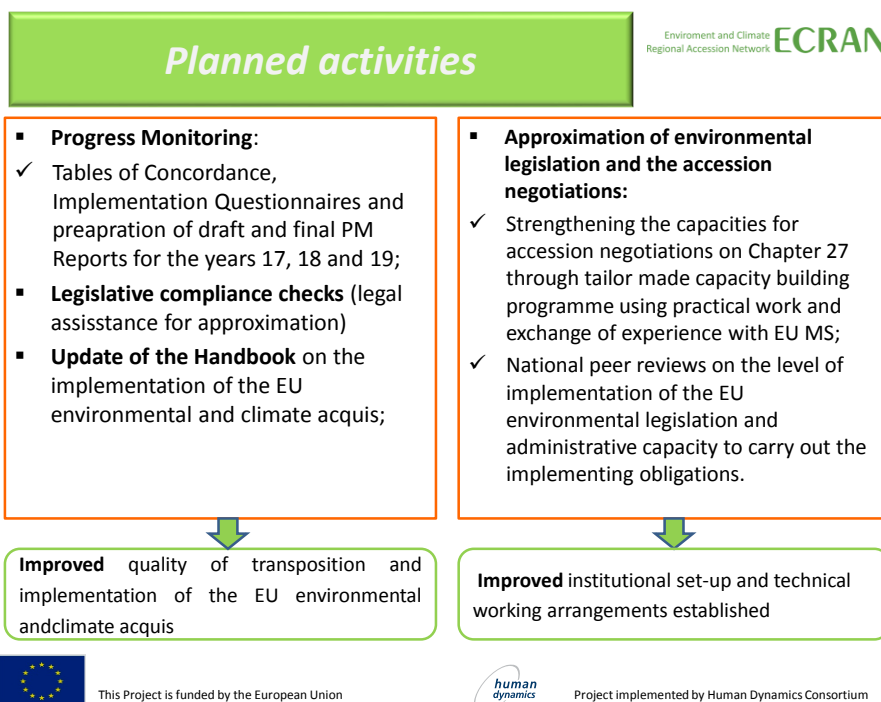 Planned activities
Enviroment and Climate
Regional Accession Network
ECRAN
▪ Progress Monitoring:
✓ Tables of Concordance,
Implementation Questionnaires and
preapration of draft and final PM
Reports for the years 17, 18 and 19;
▪ Legislative compliance checks (legal
assisstance for approximation)
▪ Update of the Handbook on the
implementation of the EU
environmental and climate acquis;
▪ Approximation of environmental
legislation and the accession
negotiations:
✓ Strengthening the capacities for
accession negotiations on Chapter 27
through tailor made capacity building
programme using practical work and
exchange of experience with EU MS;
✓ National peer reviews on the level of
implementation of the EU
environmental legislation and
administrative capacity to carry out the
implementing obligations.
Improved quality of transposition and
implementation of the EU environmental
andclimate acquis
Improved institutional set-up and technical
working arrangements established
This Project is funded by the European Union
human
dynamics
Project implemented by Human Dynamics Consortium